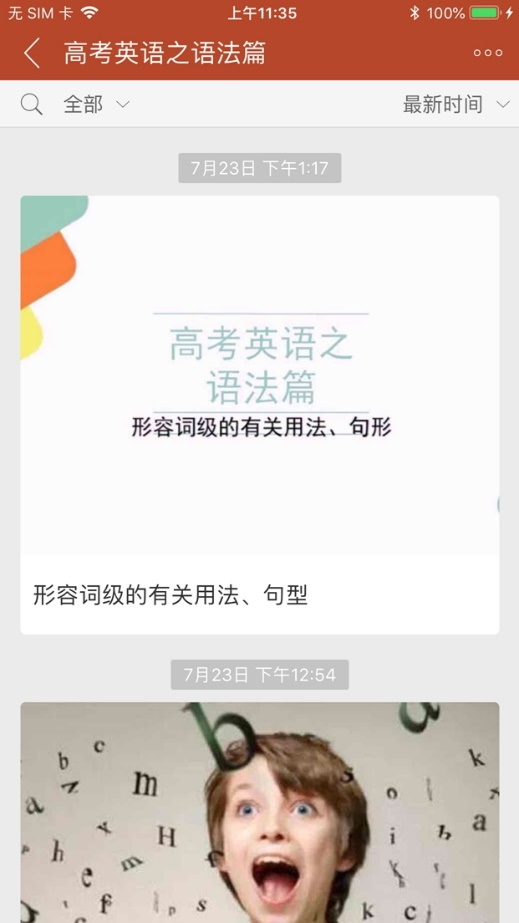 无 SIM 卡
上午11:35
100%
高考英语之语法篇
全部
最新时间
7月23日 下午1:17
高考英语之
语法篇
形容词级的有关用法、句形
形容词级的有关用法、句型
7月23日 下午12:54
b
a
c
b
k
z
m
s
o
l
a
x
H
i
h
a
h
m
e
k
f
l
p
s
k
c
l